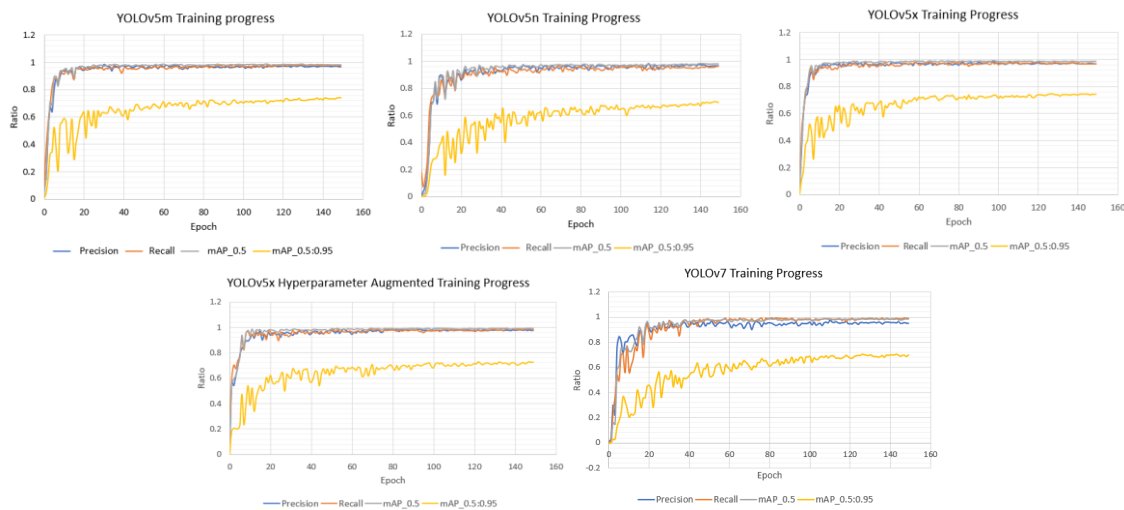 YOLOv5m Training progress
1.2
1
0.8
0.6
0.4
0.2
0
Ratio
0 20 40 60 80 100 120 140 160
Epoch
Precision Recall mAP_0.5 mAP_0.5:0.95
YOLOv5n Training Progress
1.2
1
0.8
0.6
0.4
0.2
0
Ratio
0 20 40 60 80 100 120 140 160
Epoch
Precision Recall mAP_0.5 mAP_0.5:0.95
YOLOv5x Training Progress
1.2
1
0.8
0.6
0.4
0.2
0
Ratio
0 20 40 60 80 100 120 140 160
Epoch
Precision Recall mAP_0.5 mAP_0.5:0.95
YOLOv5x Hyperparameter Augmented Training Progress
1.2
1
0.8
0.6
0.4
0.2
0
Ratio
0 20 40 60 80 100 120 140 160
Epoch
Precision Recall mAP_0.5 mAP_0.5:0.95
YOLOv7 Training Progress
1.2
1
0.8
0.6
0.4
0.2
0
-0.2
Ratio
0 20 40 60 80 100 120 140 160
Epoch
Precision Recall mAP_0.5 mAP_0.5:0.95